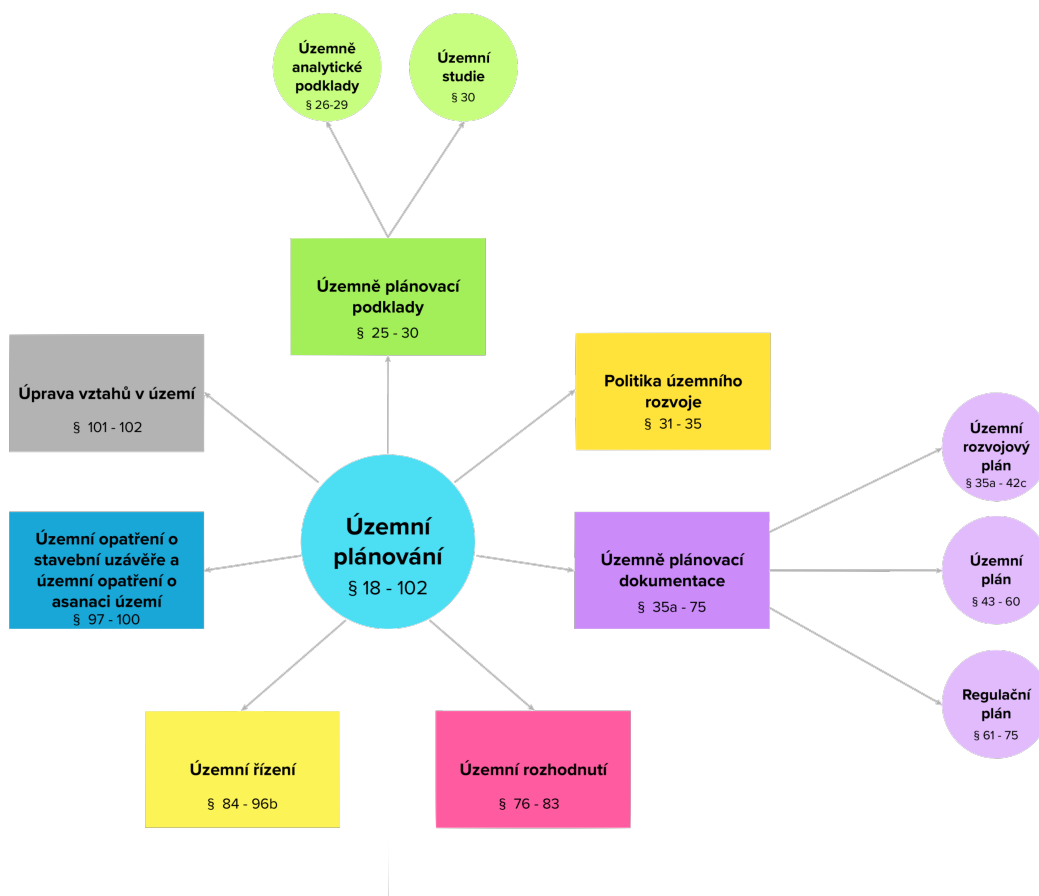 Územně
analytické
podklady
§ 26-29
Územní
studie
§ 30
Územně plánovací
podklady
§ 25 - 30
Úprava vztahů v území
§ 101 - 102
Politika územního
rozvoje
§ 31 - 35
Územní
rozvojový
plán
§ 35a - 42c
Územní
plánování
§ 18 - 102
Územní opatření o
stavební uzávěře a
územní opatření o
asanaci území
§ 97 - 100
Územně plánovací
dokumentace
§ 35a - 75
Územní
plán
§ 43 - 60
Regulační
plán
§ 61 - 75
Územní řízení
§ 84 - 96b
Územní rozhodnutí
§ 76 - 83